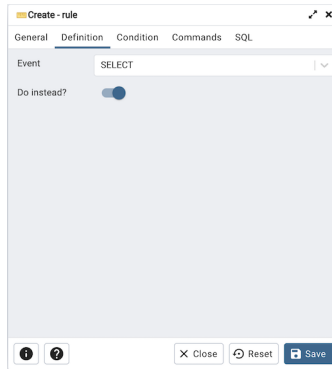 Create - rule
General Definition Condition Commands SQL
Event SELECT
Do instead?
Close Reset Save